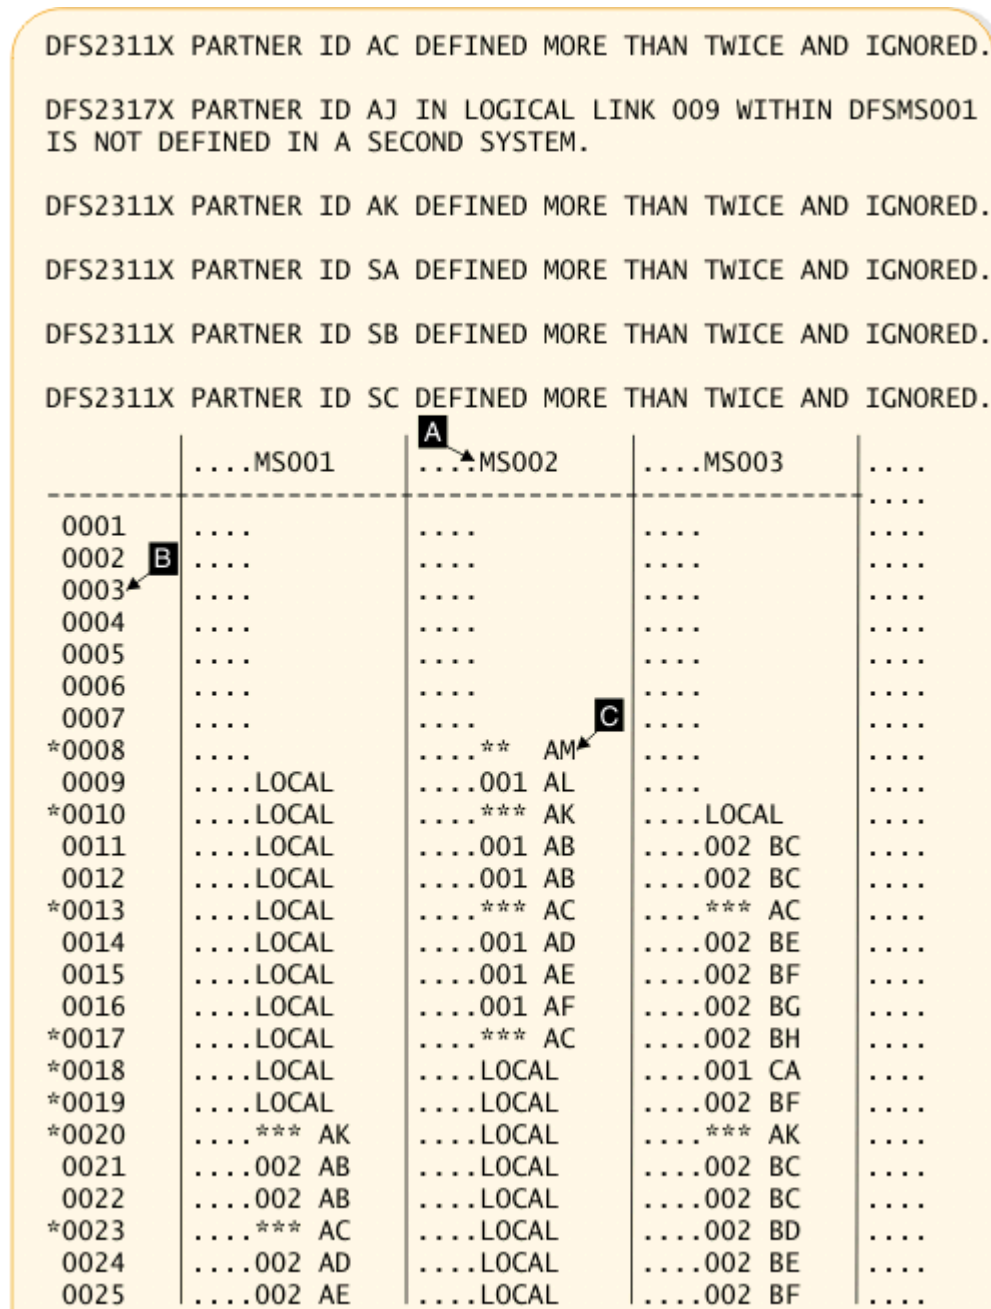 DFS2311X PARTNER ID AC DEFINED MORE THAN TWICE AND IGNORED.
DFS2317X PARTNER ID AJ IN LOGICAL LINK 009 WITHIN DFSMS001
IS NOT DEFINED IN A SECOND SYSTEM.
DFS2311X PARTNER ID AK DEFINED MORE THAN TWICE AND IGNORED.
DFS2311X PARTNER ID SA DEFINED MORE THAN TWICE AND IGNORED.
DFS2311X PARTNER ID SB DEFINED MORE THAN TWICE AND IGNORED.
DFS2311X PARTNER ID SC DEFINED MORE THAN TWICE AND IGNORED.
A
....MS001 ....MS002 ....MS003 ....
....
0001 .... .... .... ....
0002 B .... .... .... ....
0003 .... .... .... ....
0004 .... .... .... ....
0005 .... .... .... ....
0006 .... .... .... ....
0007 .... .... C .... ....
*0008 .... ....** AM .... ....
0009 ....LOCAL ....001 AL .... ....
*0010 ....LOCAL ....*** AK ....LOCAL ....
0011 ....LOCAL ....001 AB ....002 BC ....
0012 ....LOCAL ....001 AB ....002 BC ....
*0013 ....LOCAL ....*** AC ....*** AC ....
0014 ....LOCAL ....001 AD ....002 BE ....
0015 ....LOCAL ....001 AE ....002 BF ....
0016 ....LOCAL ....001 AF ....002 BG ....
*0017 ....LOCAL ....*** AC ....002 BH ....
*0018 ....LOCAL ....LOCAL ....001 CA ....
*0019 ....LOCAL ....LOCAL ....002 BF ....
*0020 ....*** AK ....LOCAL ....*** AK ....
0021 ....002 AB ....LOCAL ....002 BC ....
0022 ....002 AB ....LOCAL ....002 BC ....
*0023 ....*** AC ....LOCAL ....002 BD ....
0024 ....002 AD ....LOCAL ....002 BE ....
0025 ....002 AE ....LOCAL ....002 BF ....